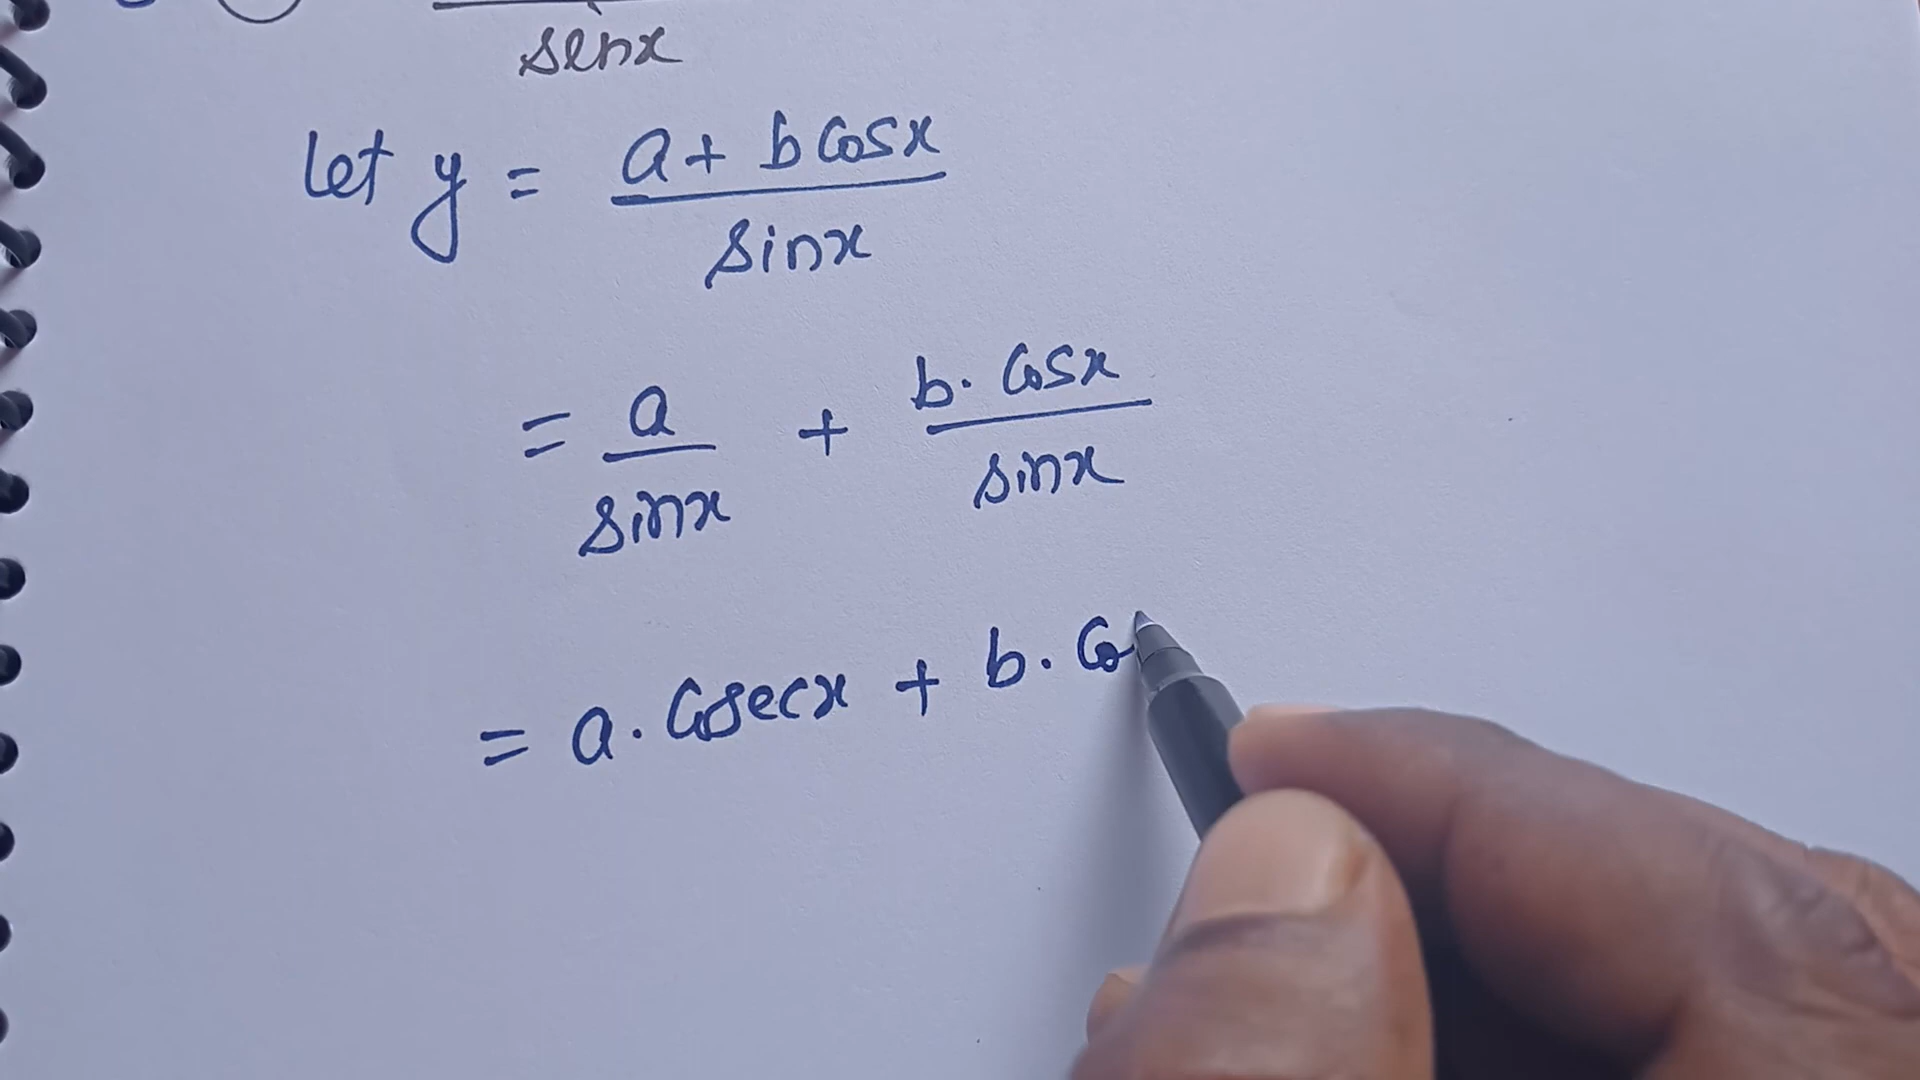 sinx
let y = a + b cosx / sinx
= a / sinx + b. cosx / sinx
= a. cosecx + b. co